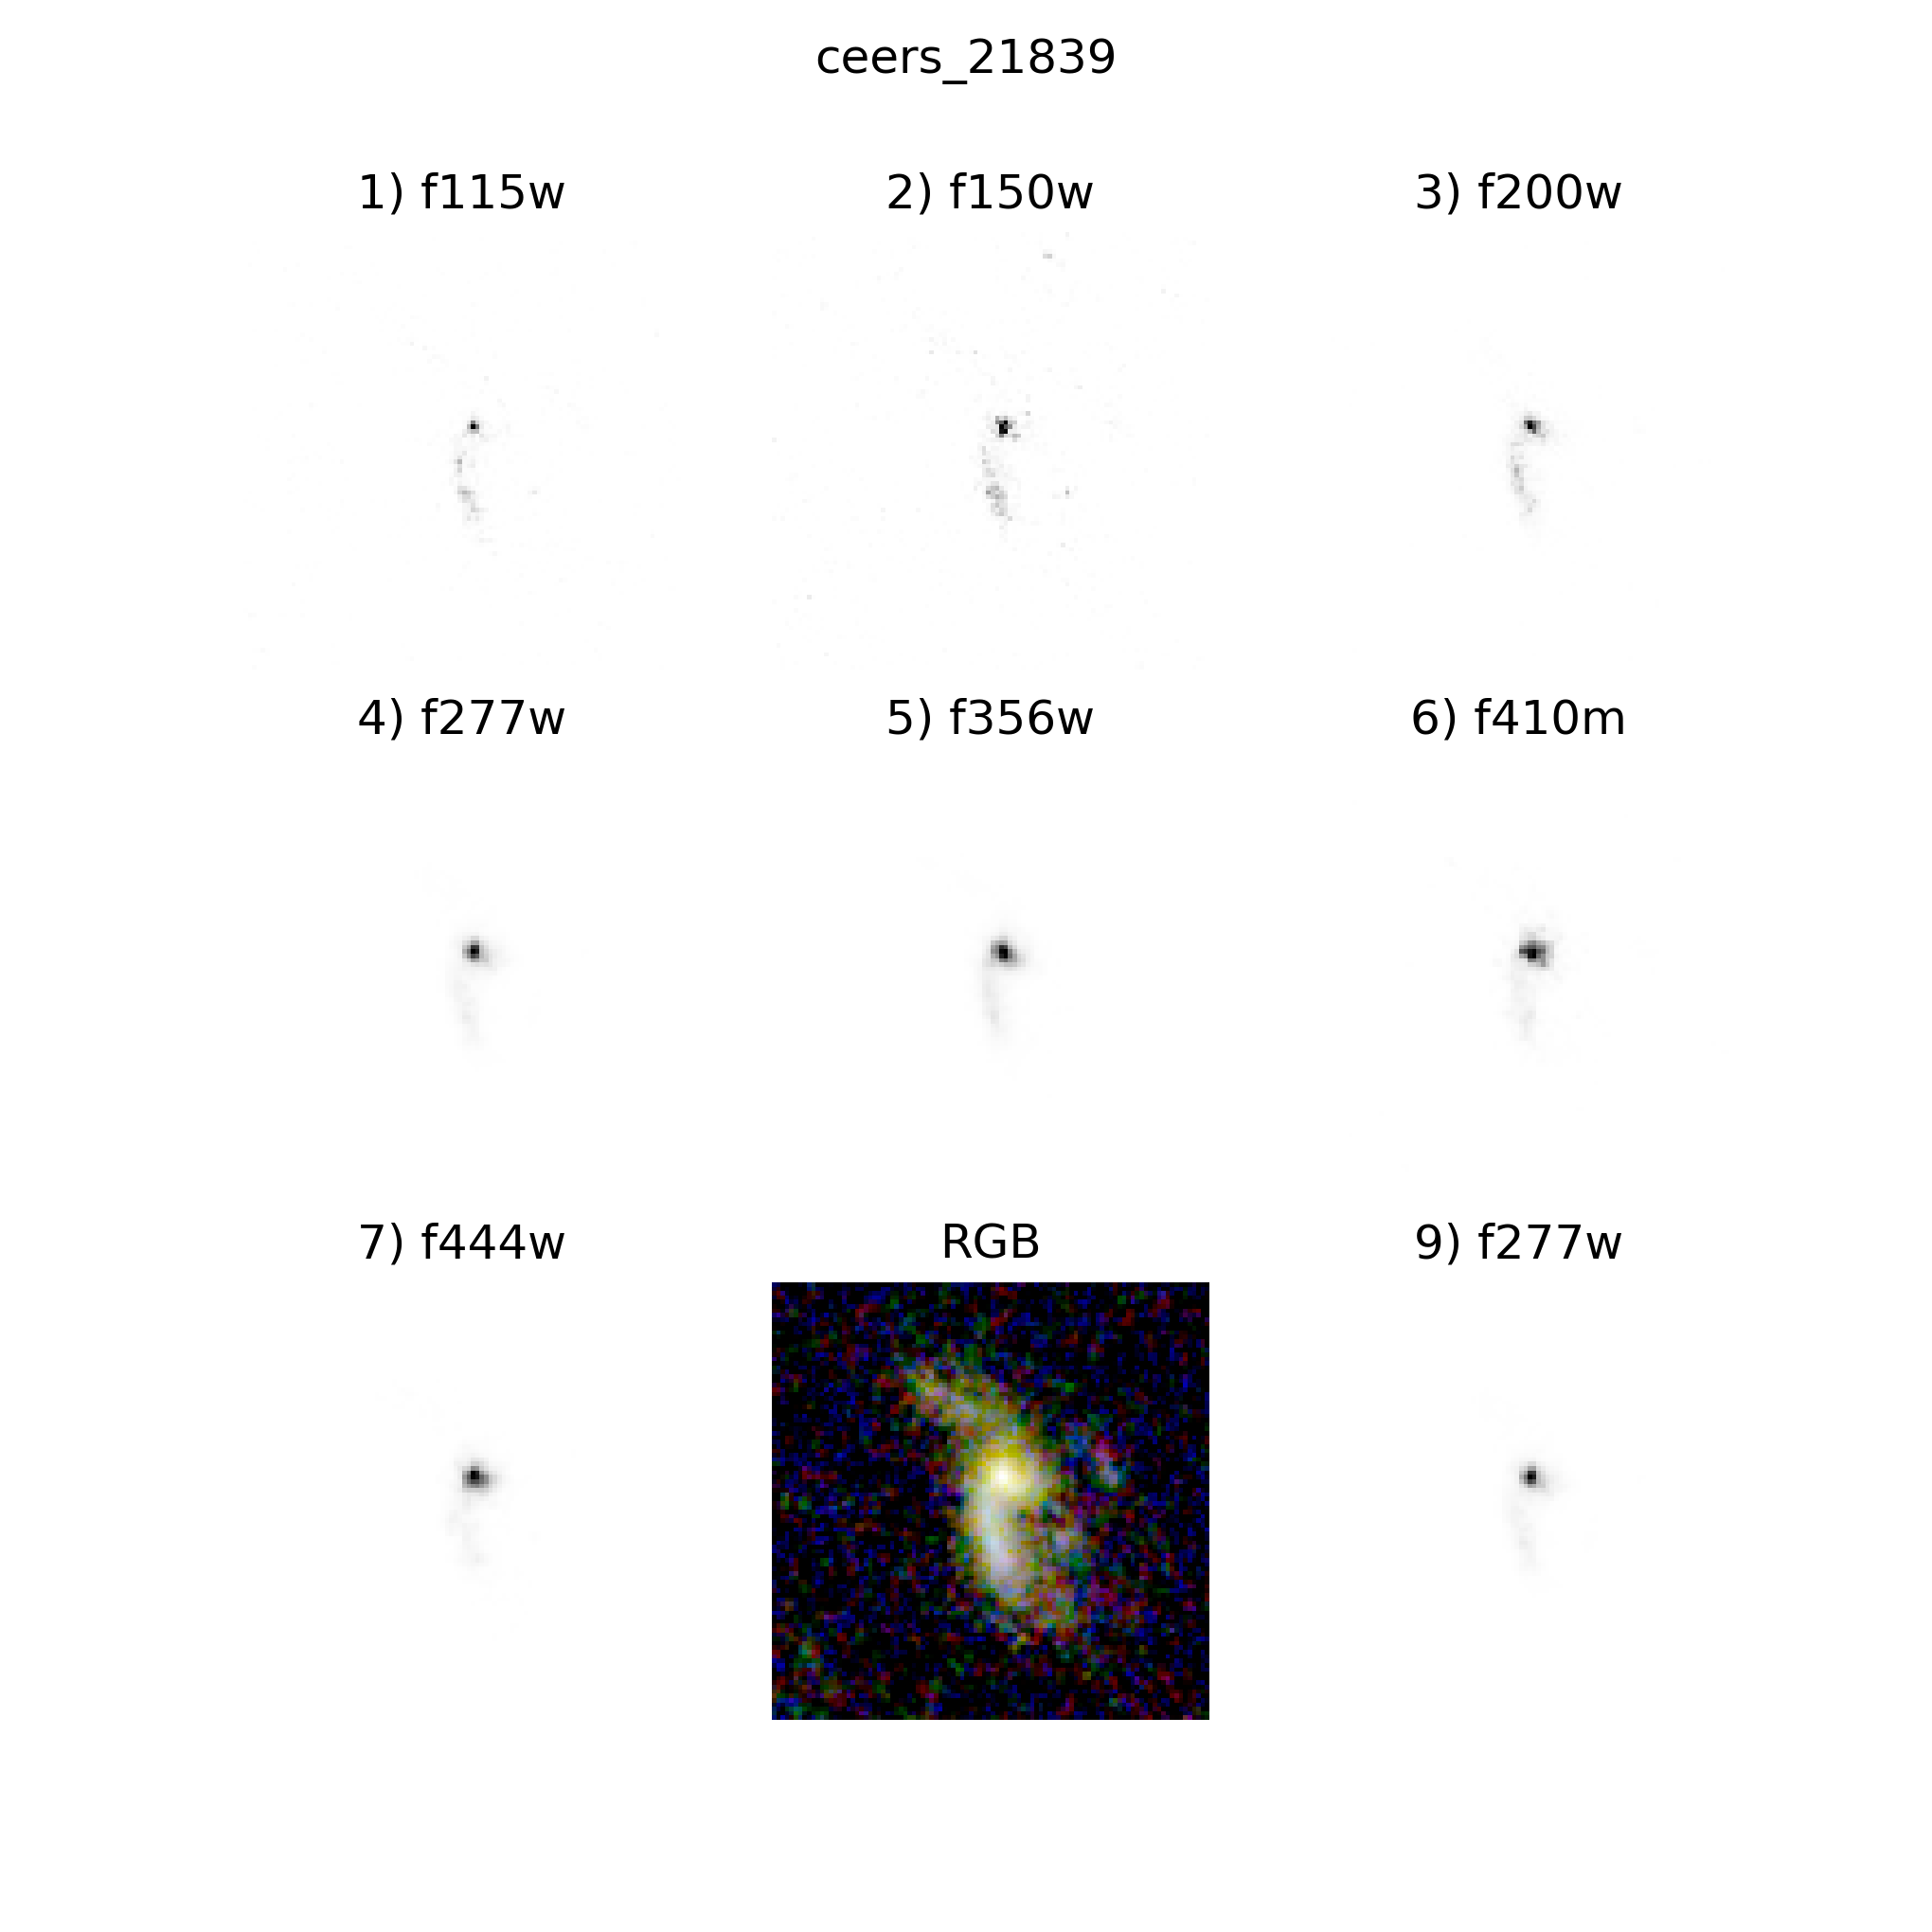 ceers_21839
1) f115w
2) f150w
3) f200w
4) f277w
5) f356w
6) f410m
7) f444w
RGB
9) f277w